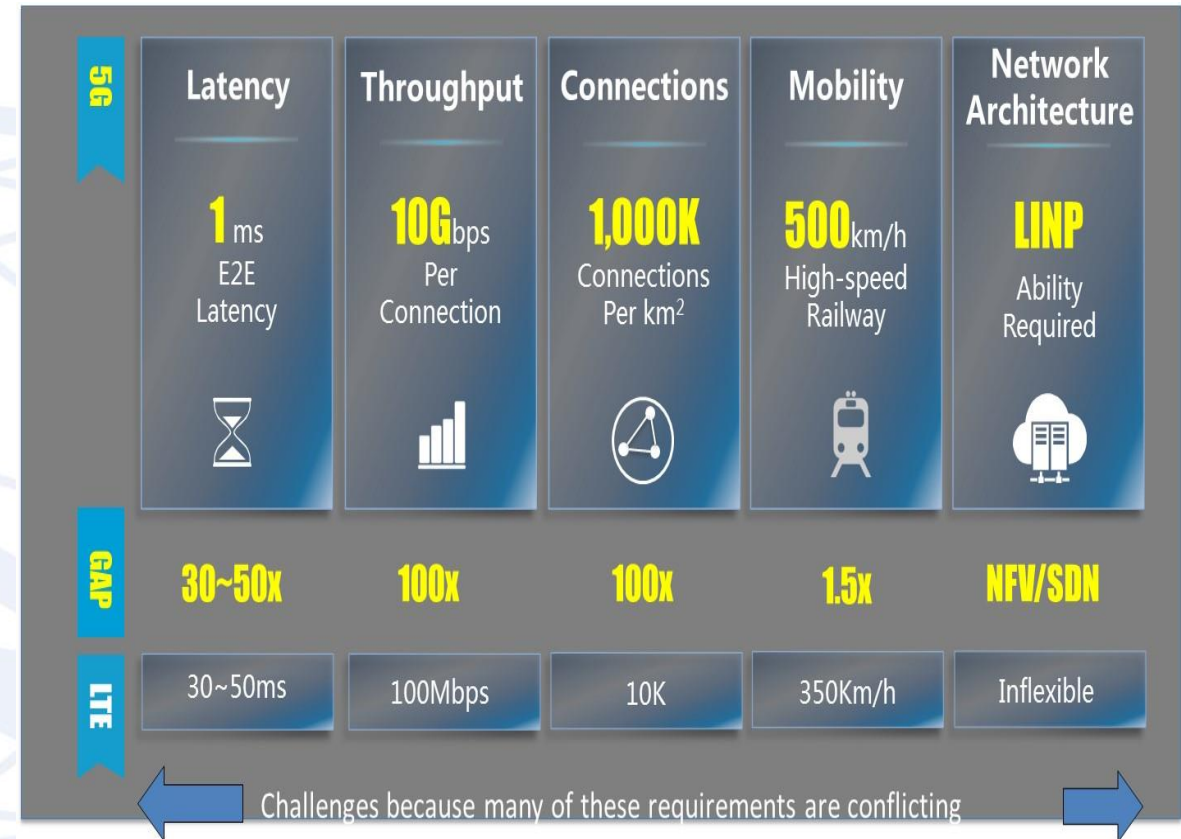 5G
Latency
1 ms
E2E
Latency
Throughput
10Gbps
Per
Connection
Connections
1,000K
Connections
Per km²
Mobility
500km/h
High-speed
Railway
Network
Architecture
LINP
Ability
Required
GAP
30~50x
100x
100x
1.5x
NFV/SDN
LTE
30~50ms
100Mbps
10K
350Km/h
Inflexible
Challenges because many of these requirements are conflicting